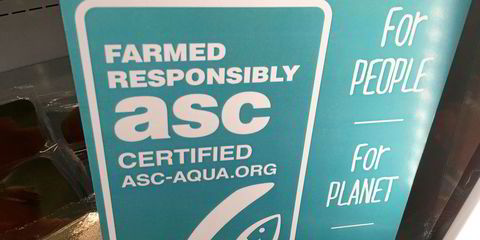 FARMED
RESPONSIBLY
asc
CERTIFIED
ASC-AQUA.ORG
For
PEOPLE
For
PLANET